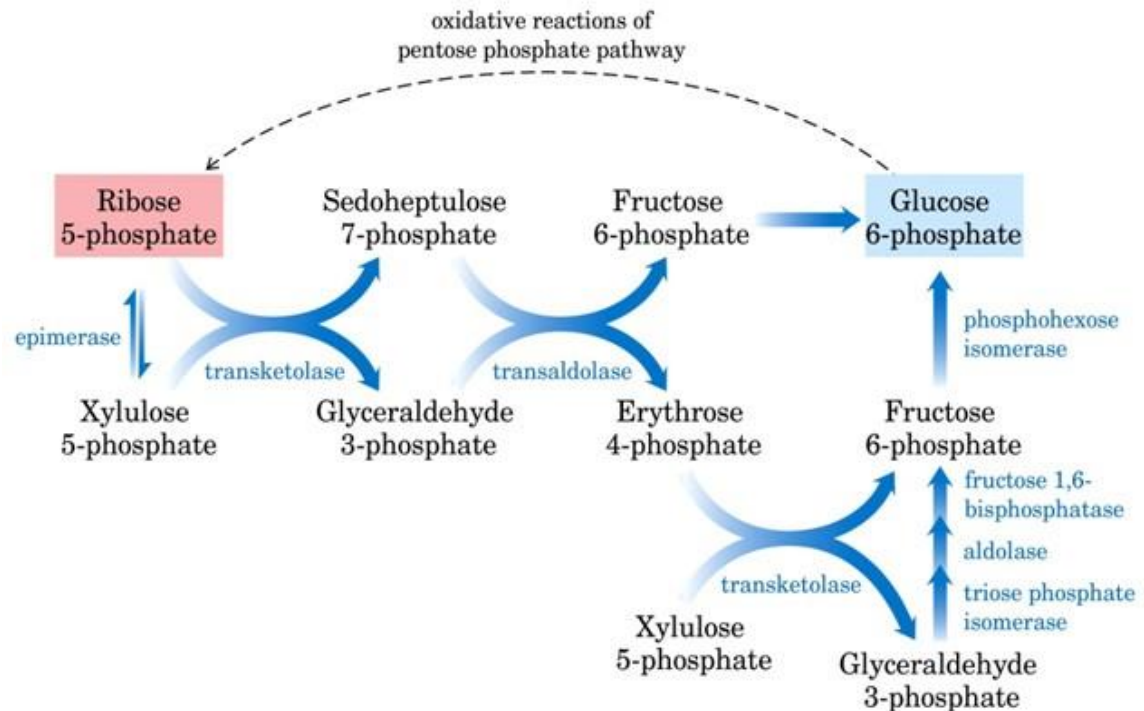 oxidative reactions of
pentose phosphate pathway
Ribose
5-phosphate
Sedoheptulose
7-phosphate
Fructose
6-phosphate
Glucose
6-phosphate
epimerase
transketolase
transaldolase
phosphohexose
isomerase
Xylulose
5-phosphate
Glyceraldehyde
3-phosphate
Erythrose
4-phosphate
Fructose
6-phosphate
fructose 1,6-
bisphosphatase
aldolase
transketolase
triose phosphate
isomerase
Xylulose
5-phosphate
Glyceraldehyde
3-phosphate